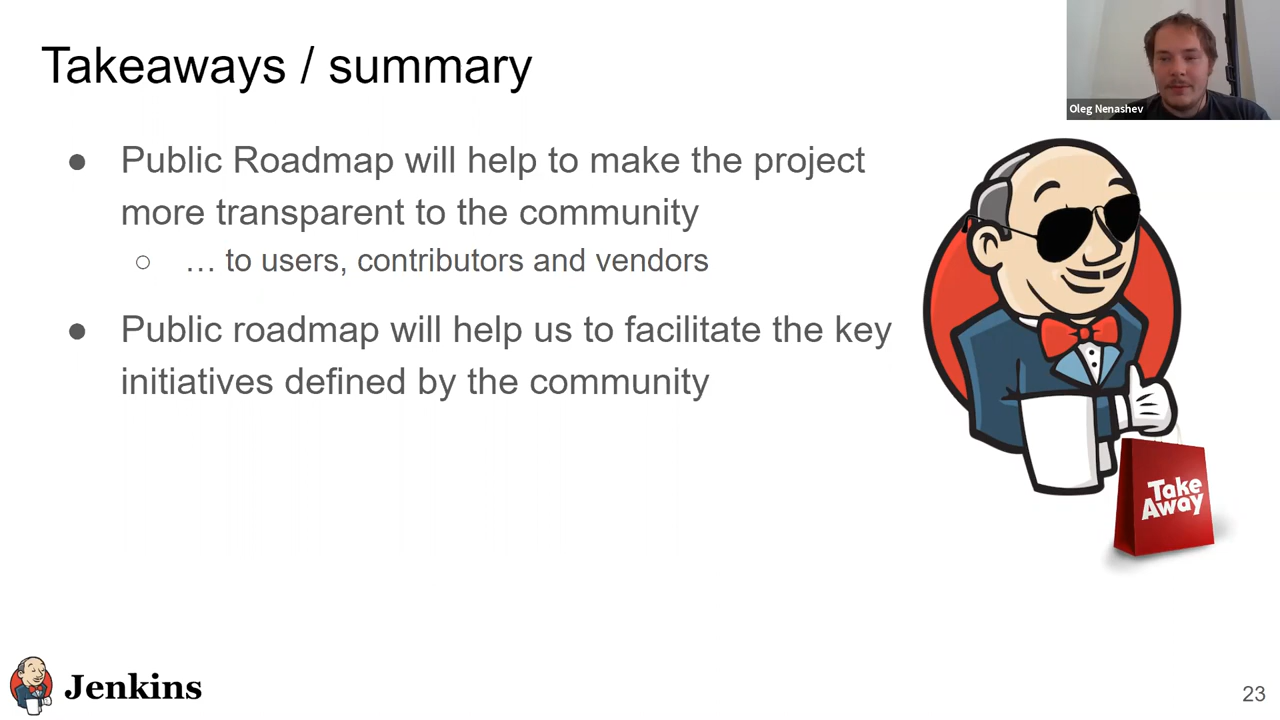 Takeaways / summary
Oleg Nenashev
● Public Roadmap will help to make the project
more transparent to the community
○ … to users, contributors and vendors
● Public roadmap will help us to facilitate the key
initiatives defined by the community
Take
Away
Jenkins
23